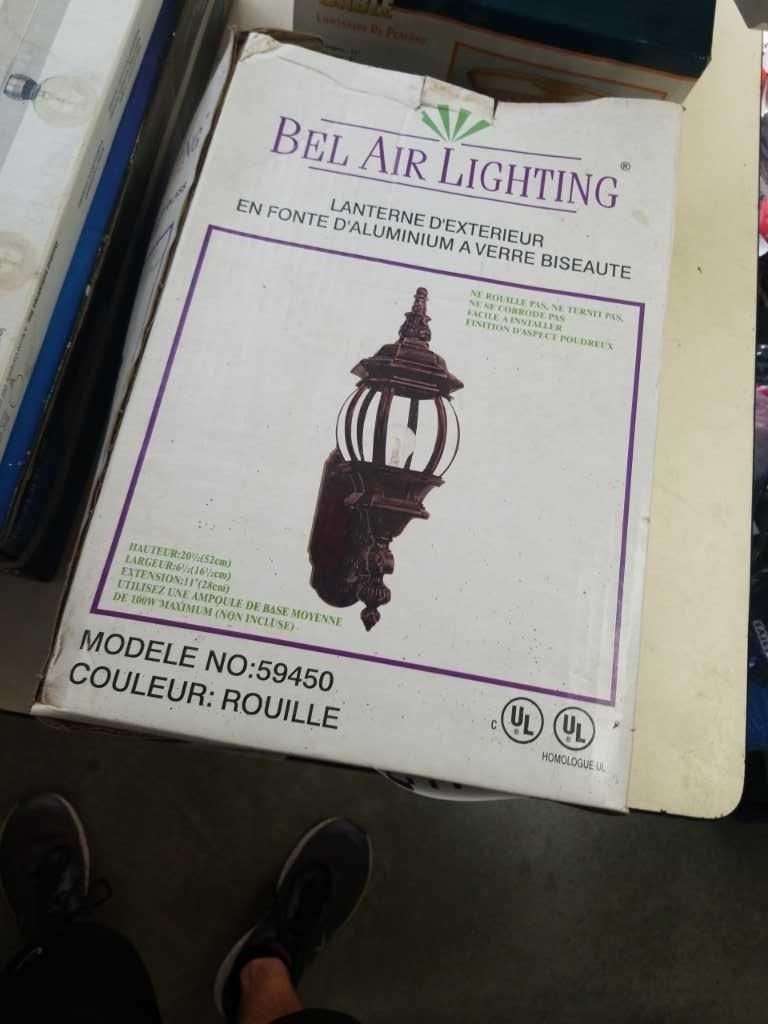 LUMINAIRE DE PLAFOND
BEL AIR LIGHTING ®
LANTERNE D'EXTERIEUR
EN FONTE D'ALUMINIUM A VERRE BISEAUTE
NE ROUILLE PAS, NE TERNIT PAS,
NE SE CORRODE PAS
FACILE A INSTALLER
FINITION D'ASPECT POUDREUX
HAUTEUR:20½(52cm)
LARGEUR:6½(16½cm)
EXTENSION:11"(28cm)
UTILISEZ UNE AMPOULE DE BASE MOYENNE
DE 100W MAXIMUM (NON INCLUSE)
MODELE NO:59450
COULEUR: ROUILLE
C UL ® UL ®
HOMOLOGUE UL